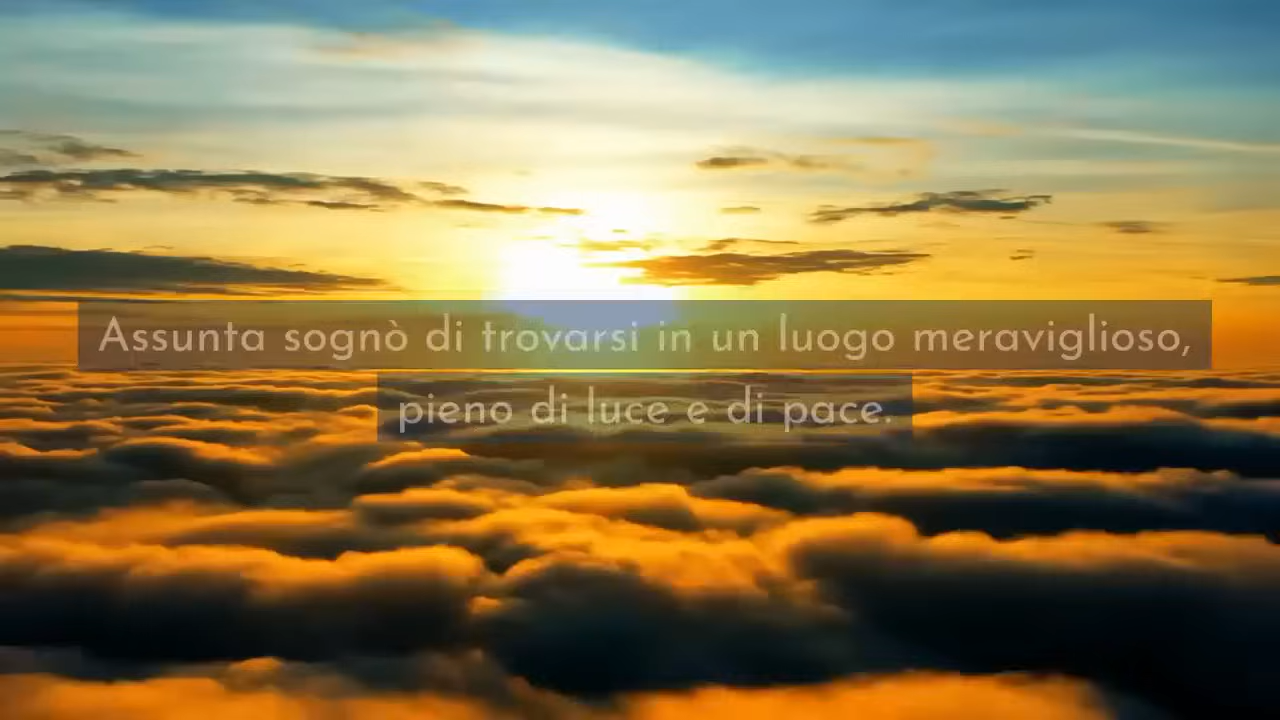 Assunta sognò di trovarsi in un luogo meraviglioso,
pieno di luce e di pace.